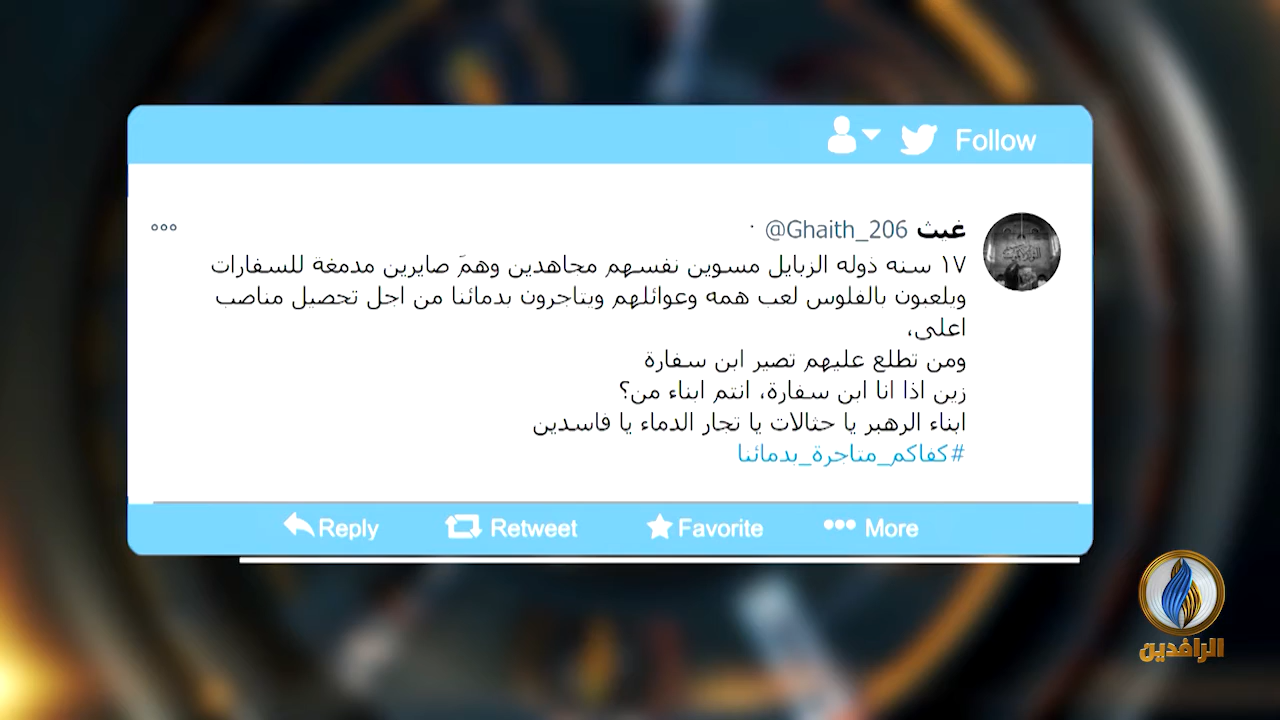 Follow
غيث @Ghaith_206 ·
١٧ سنه ذوله الزبايل مسوين نفسهم مجاهدين وهمَ صايرين مدمغة للسفارات
ويلعبون بالفلوس لعب همه وعوائلهم ويتاجرون بدمائنا من اجل تحصيل مناصب
اعلى،
ومن تطلع عليهم تصير ابن سفارة
زين اذا انا ابن سفارة، انتم ابناء من؟
ابناء الرهبر يا حثالات يا تجار الدماء يا فاسدين
#كفاكم_متاجرة_بدمائنا
Reply Retweet Favorite More
الرافدين